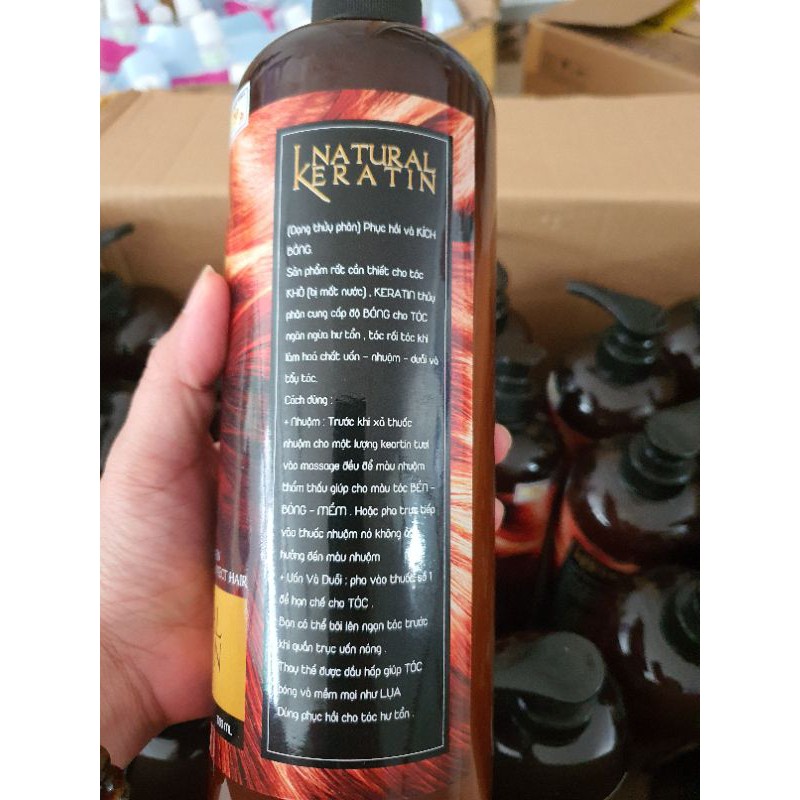 NATURAL
KERATIN
(Dạng thủy phân) Phục hồi và KÍCH
BÓNG.
Sản phẩm rất cần thiết cho tóc
KHÔ (bị mất nước), KERATIN thủy
phân cung cấp độ BÓNG cho TÓC
ngăn ngừa hư tổn, tóc rối tóc khi
làm hoá chất uốn - nhuộm - duỗi và
tẩy tóc.
Cách dùng :
+ Nhuộm : Trước khi xả thuốc
nhuộm cho một lượng keartin tươi
vào massage đều để màu nhuộm
thẩm thấu giúp cho màu tóc BỀN -
BÓNG - MỀM . Hoặc pha trực tiếp
vào thuốc nhuộm nó không
hưởng đến màu nhuộm
+ Uốn Và Duỗi : pho vào thuốc số 1
để hạn chế cho TÓC .
Bạn có thể bôi lên ngọn tóc trước
khi quấn trục uốn nóng .
Thay thế được dầu hấp giúp TÓC
bóng và mềm mại như LỤA
Dùng phục hồi cho tóc hư tổn .
HAIR
ML